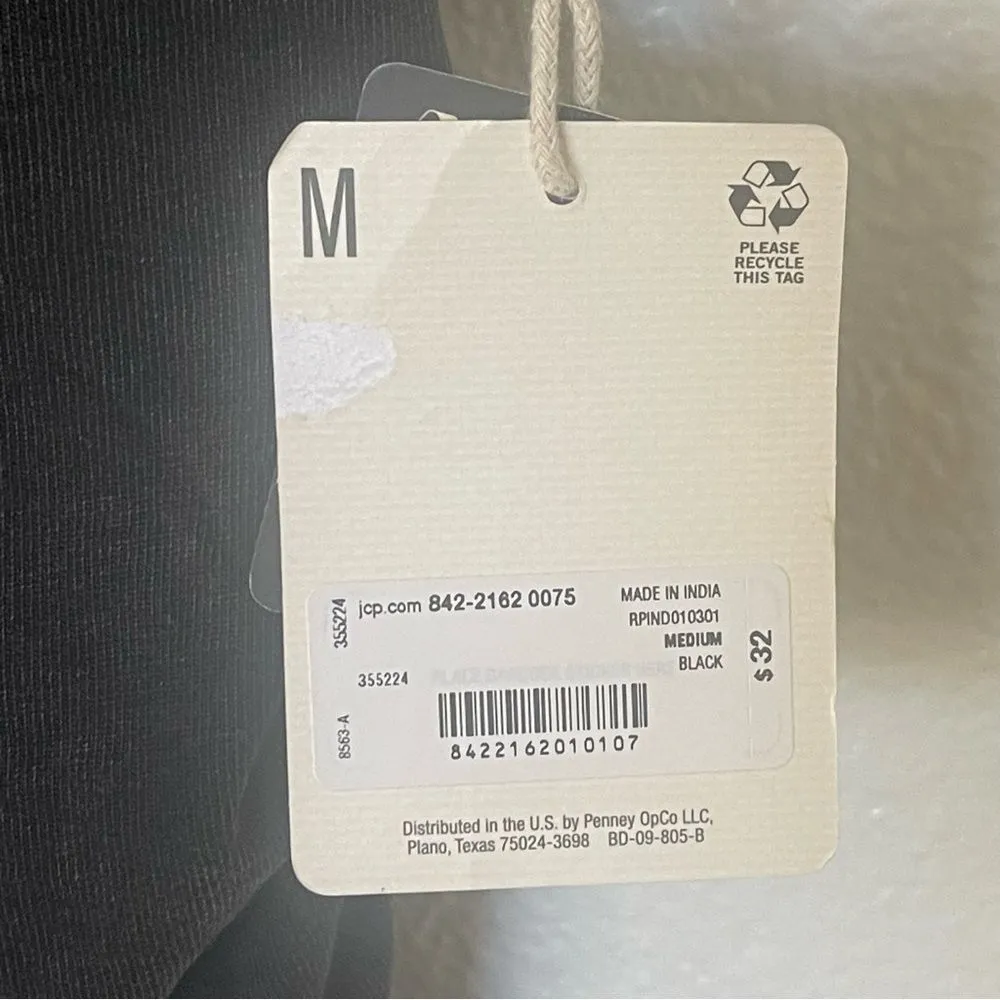 M
PLEASE
RECYCLE
THIS TAG
355224
jcp.com 842-2162 0075
MADE IN INDIA
RPIND010301
MEDIUM
BLACK
$32
355224
8563-A
8422162010107
Distributed in the U.S. by Penney OpCo LLC,
Plano, Texas 75024-3698 BD-09-805-B